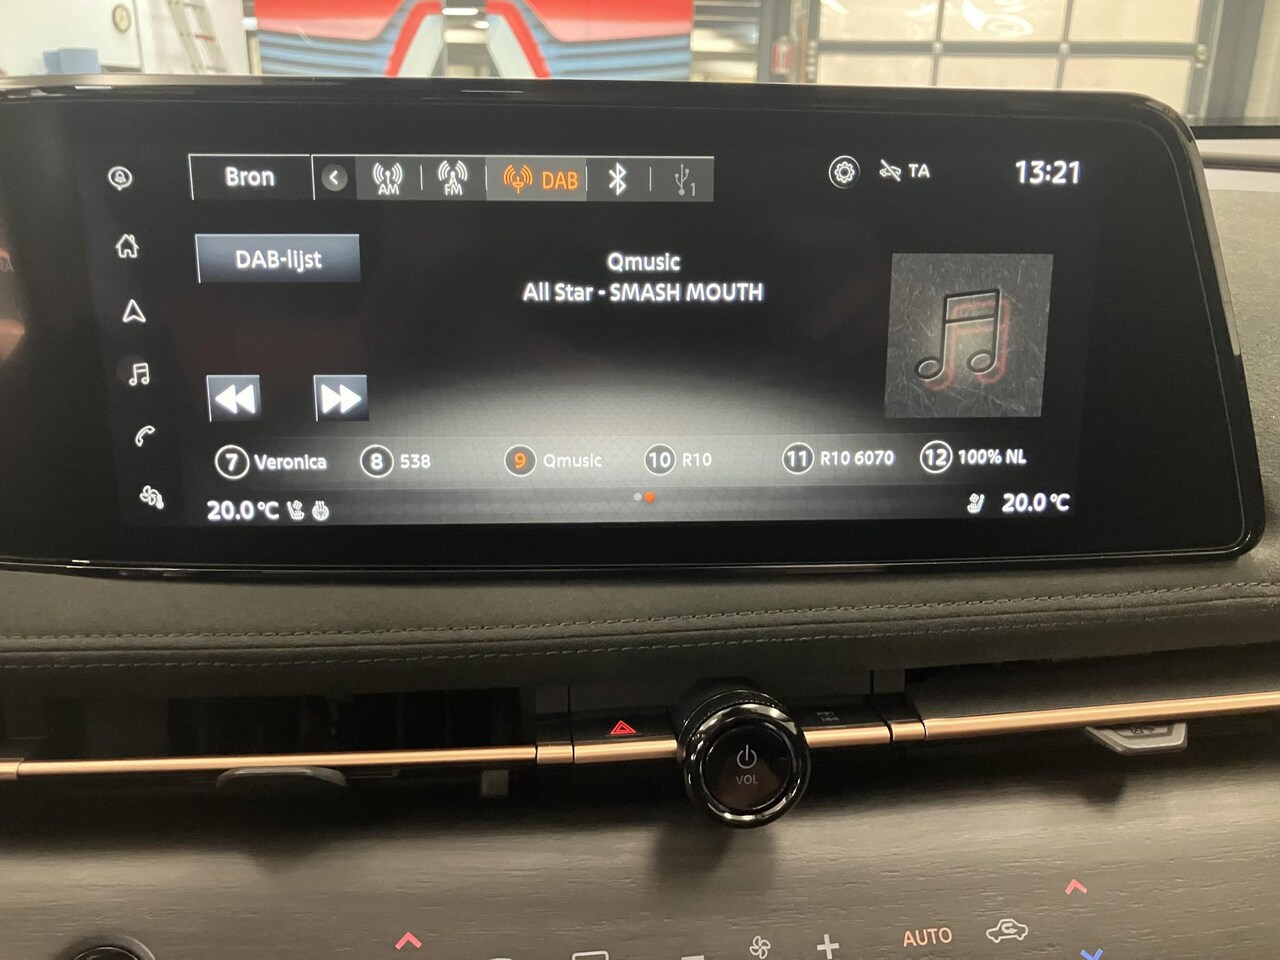 Bron
AM
FM
DAB
1
TA
13:21
DAB-lijst
Qmusic
All Star - SMASH MOUTH
7 Veronica
8 538
9 Qmusic
10 R10
11 R10 6070
12 100% NL
20.0°C
20.0°C
VOL
AUTO